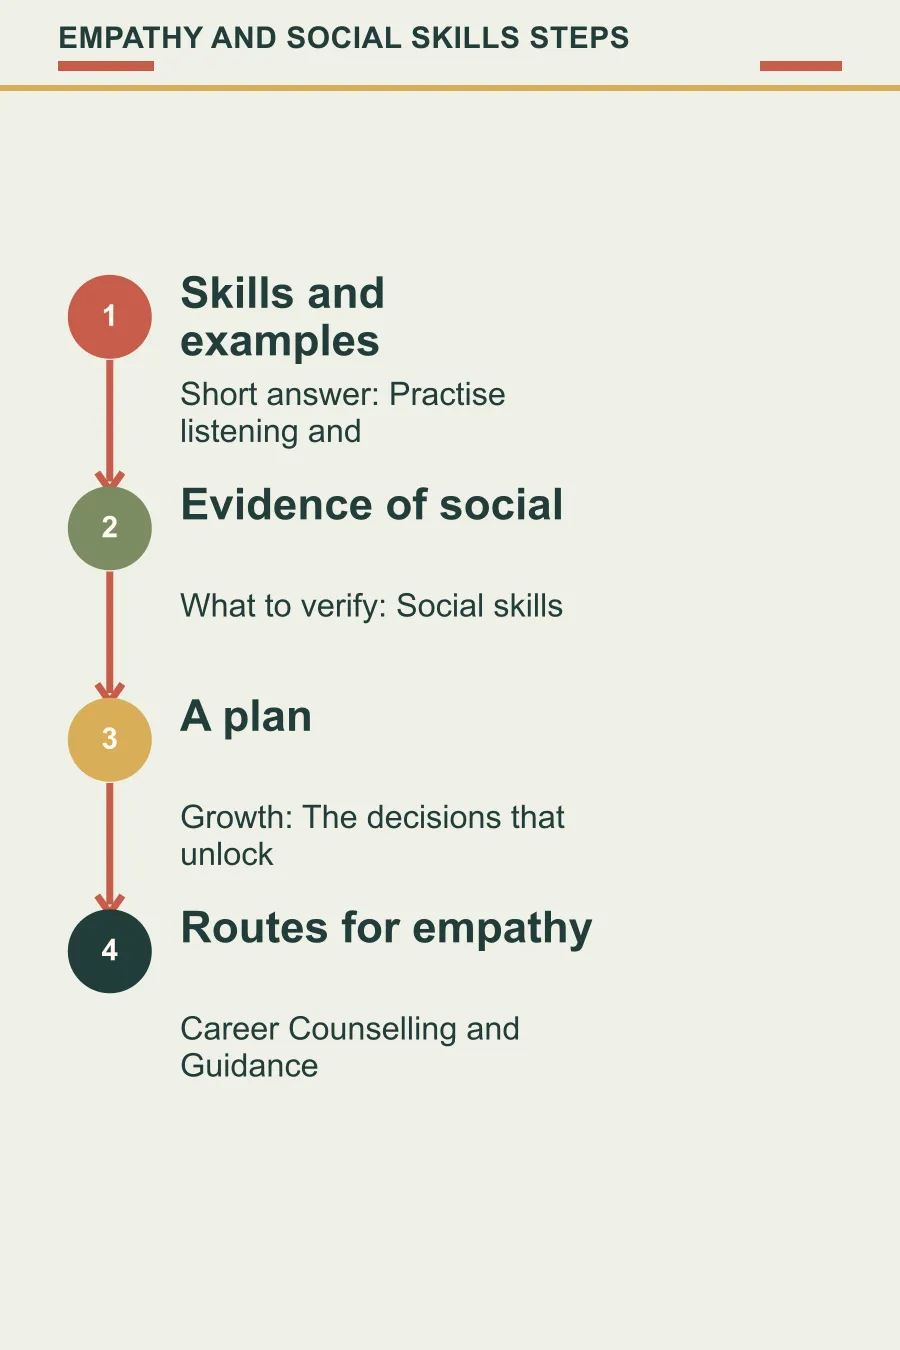 EMPATHY AND SOCIAL SKILLS STEPS
1
Skills and
examples
Short answer: Practise
listening and
2
Evidence of social
What to verify: Social skills
3
A plan
Growth: The decisions that
unlock
4
Routes for empathy
Career Counselling and
Guidance